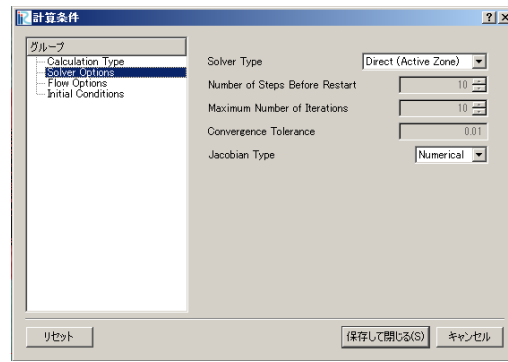 計算条件
グループ
Calculation Type
Solver Options
Flow Options
Initial Conditions
Solver Type Direct (Active Zone)
Number of Steps Before Restart 10
Maximum Number of Iterations 10
Convergence Tolerance 0.01
Jacobian Type Numerical
リセット 保存して閉じる(S) キャンセル